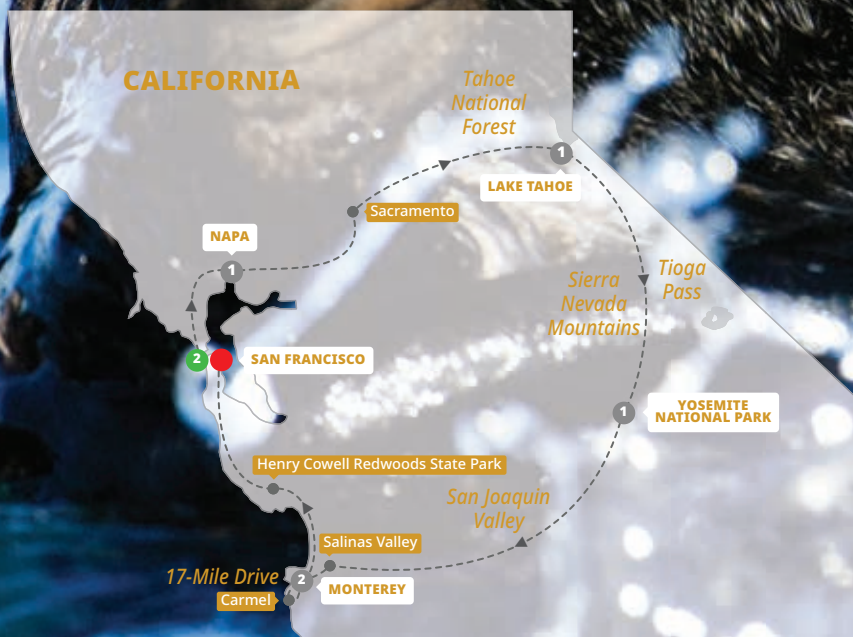 CALIFORNIA
Tahoe
National
Forest
1
LAKE TAHOE
Sacramento
NAPA
1
Sierra
Nevada
Mountains
Tioga
Pass
2
SAN FRANCISCO
1
YOSEMITE
NATIONAL PARK
Henry Cowell Redwoods State Park
San Joaquin
Valley
Salinas Valley
17-Mile Drive
2
MONTEREY
Carmel